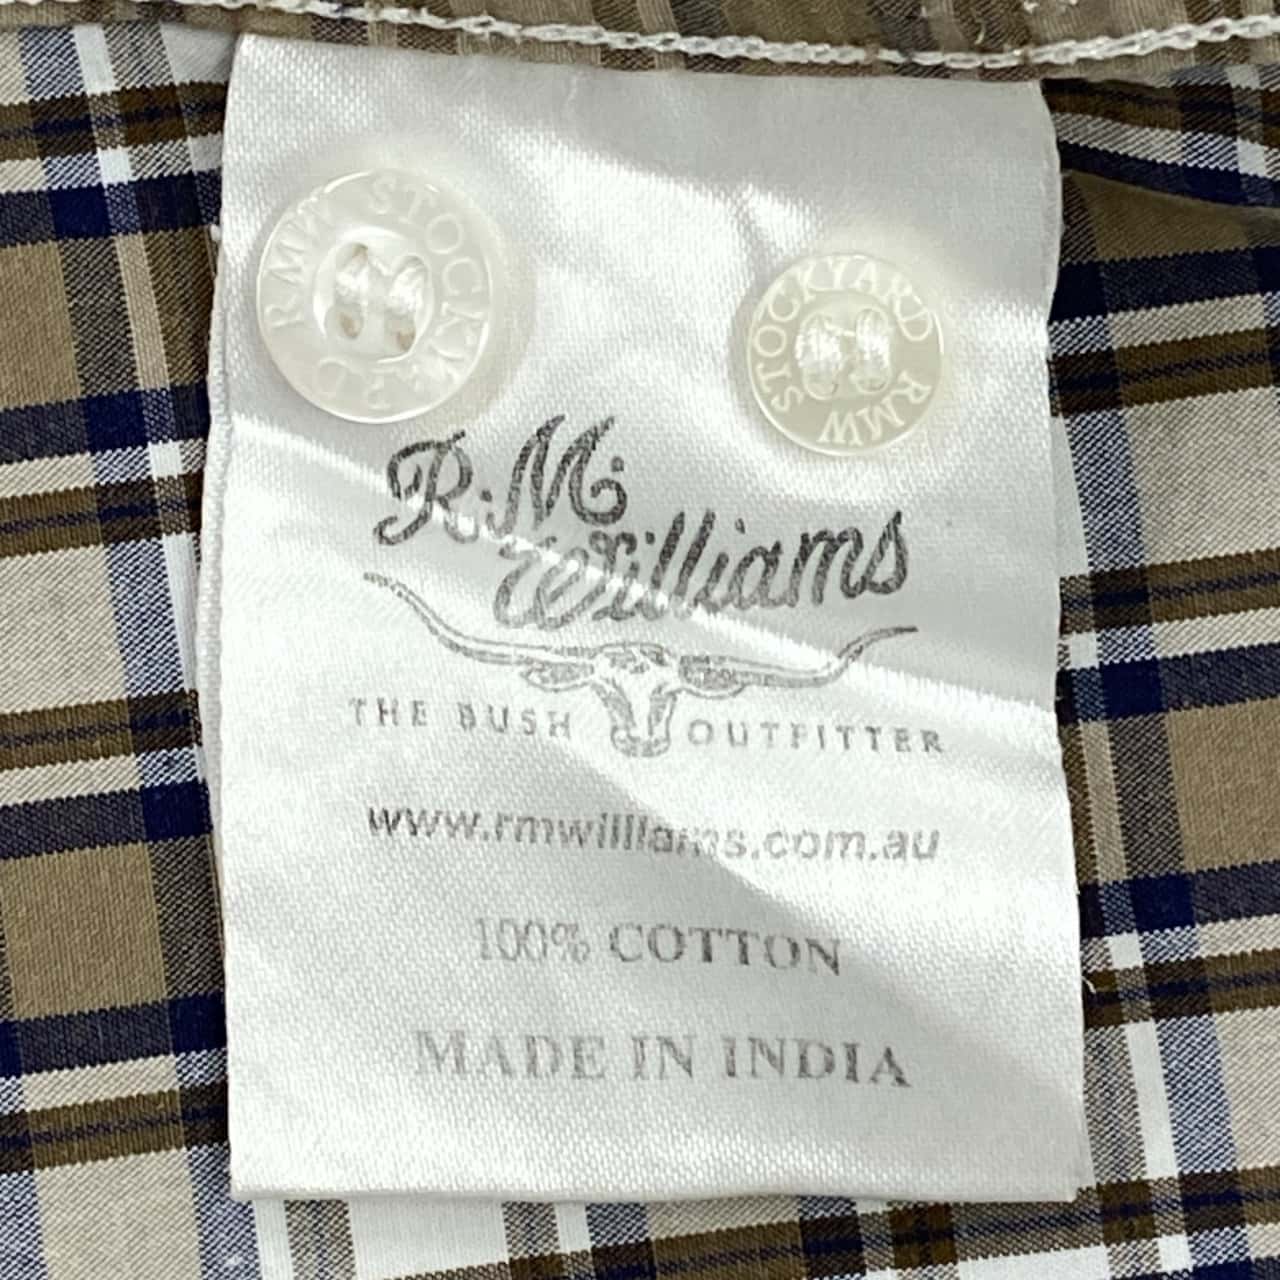 RMW STOCKYARD
STOCKYARD RMW
R.M.
Williams
THE BUSH OUTFITTER
www.rmwilliams.com.au
100% COTTON
MADE IN INDIA